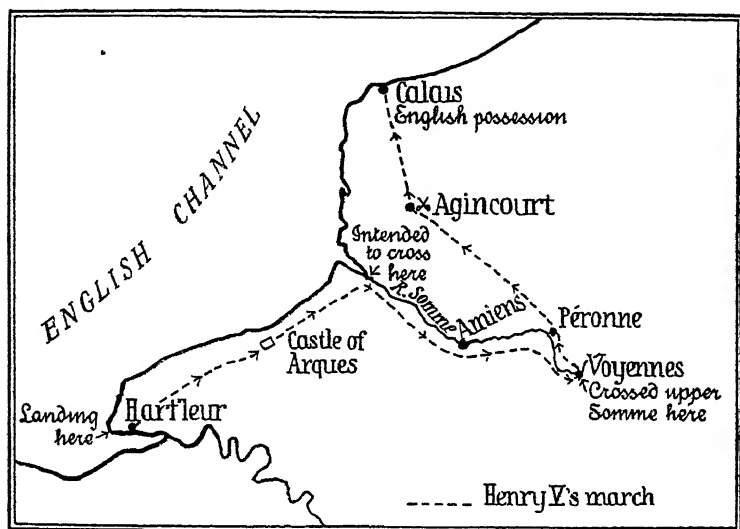 Calais
English possession
ENGLISH CHANNEL
Agincourt
Intended
to cross
here
R. Somme
Amiens
Péronne
Castle of
Arques
Voyennes
Crossed upper
Somme here
Landing
here
Harfleur
Henry V's march